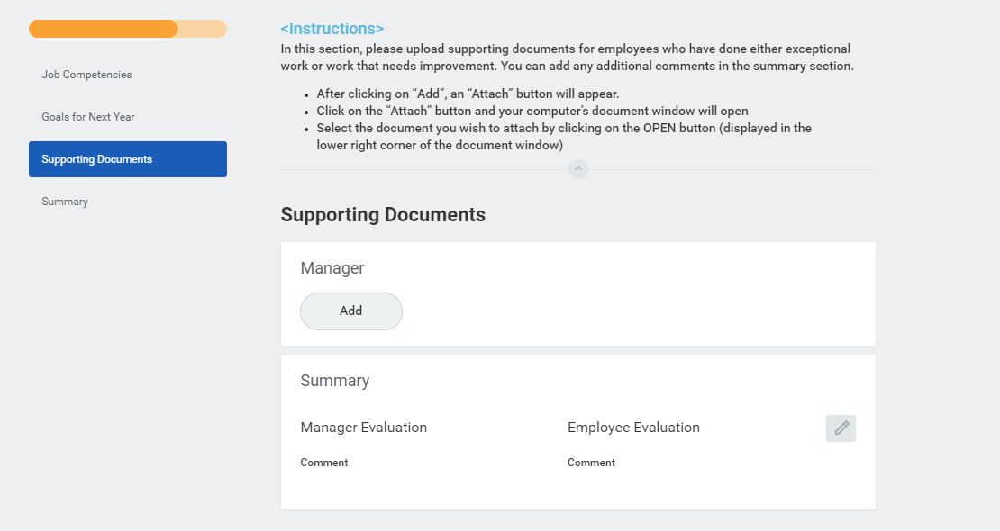 Job Competencies
Goals for Next Year
Supporting Documents
Summary
<Instructions>
In this section, please upload supporting documents for employees who have done either exceptional
work or work that needs improvement. You can add any additional comments in the summary section.
• After clicking on “Add”, an “Attach” button will appear.
• Click on the “Attach” button and your computer’s document window will open
• Select the document you wish to attach by clicking on the OPEN button (displayed in the
lower right corner of the document window)
Supporting Documents
Manager
Add
Summary
Manager Evaluation
Employee Evaluation
Comment
Comment